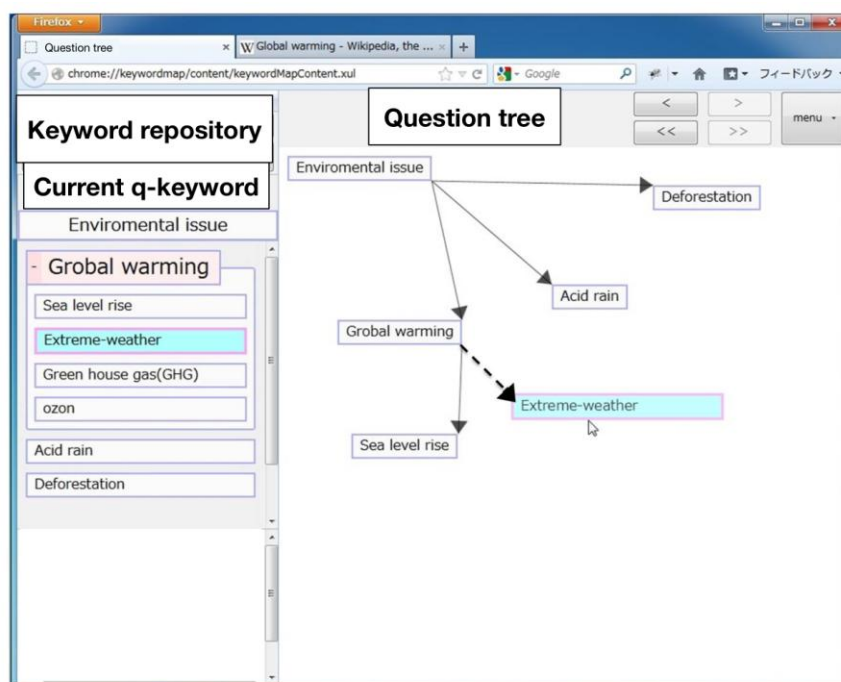 Firefox
Question tree
Global warming - Wikipedia, the ...
chrome://keywordmap/content/keywordMapContent.xul
Google
フィードバック
Keyword repository
Current q-keyword
Enviromental issue
- Grobal warming
Sea level rise
Extreme-weather
Green house gas(GHG)
ozon
Acid rain
Deforestation
Question tree
<
>
<<
>>
menu
Enviromental issue
Deforestation
Acid rain
Grobal warming
Extreme-weather
Sea level rise